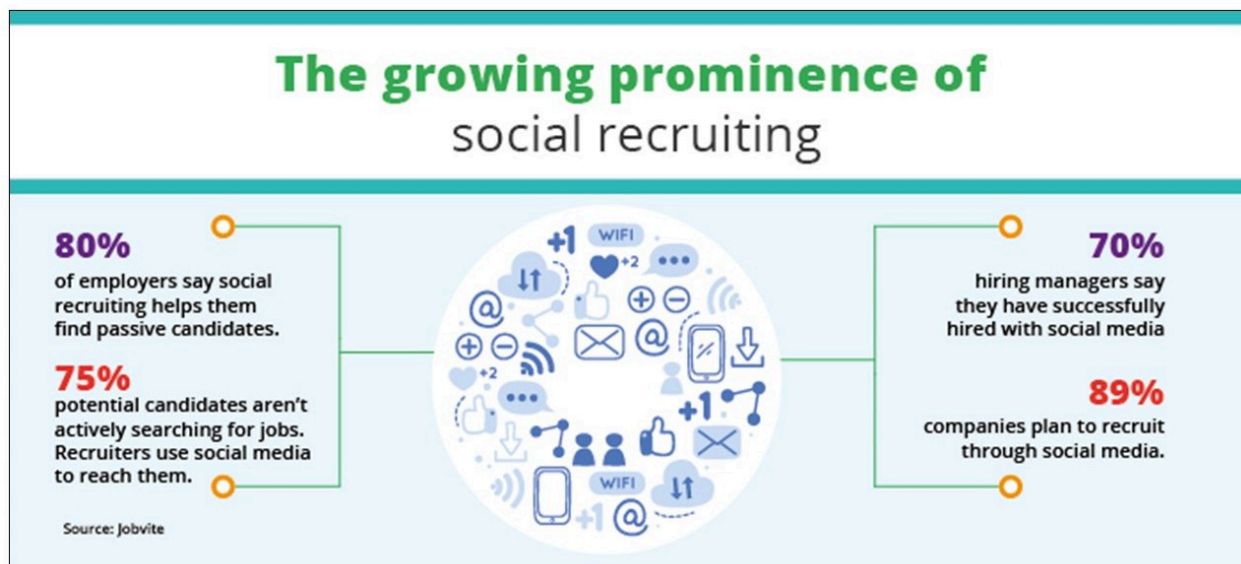 The growing prominence of
social recruiting
80%
of employers say social
recruiting helps them
find passive candidates.
75%
potential candidates aren't
actively searching for jobs.
Recruiters use social media
to reach them.
Source: Jobvite
+1
WIFI
+2
@
@
+2
+1
WIFI
+1
@
70%
hiring managers say
they have successfully
hired with social media
89%
companies plan to recruit
through social media.